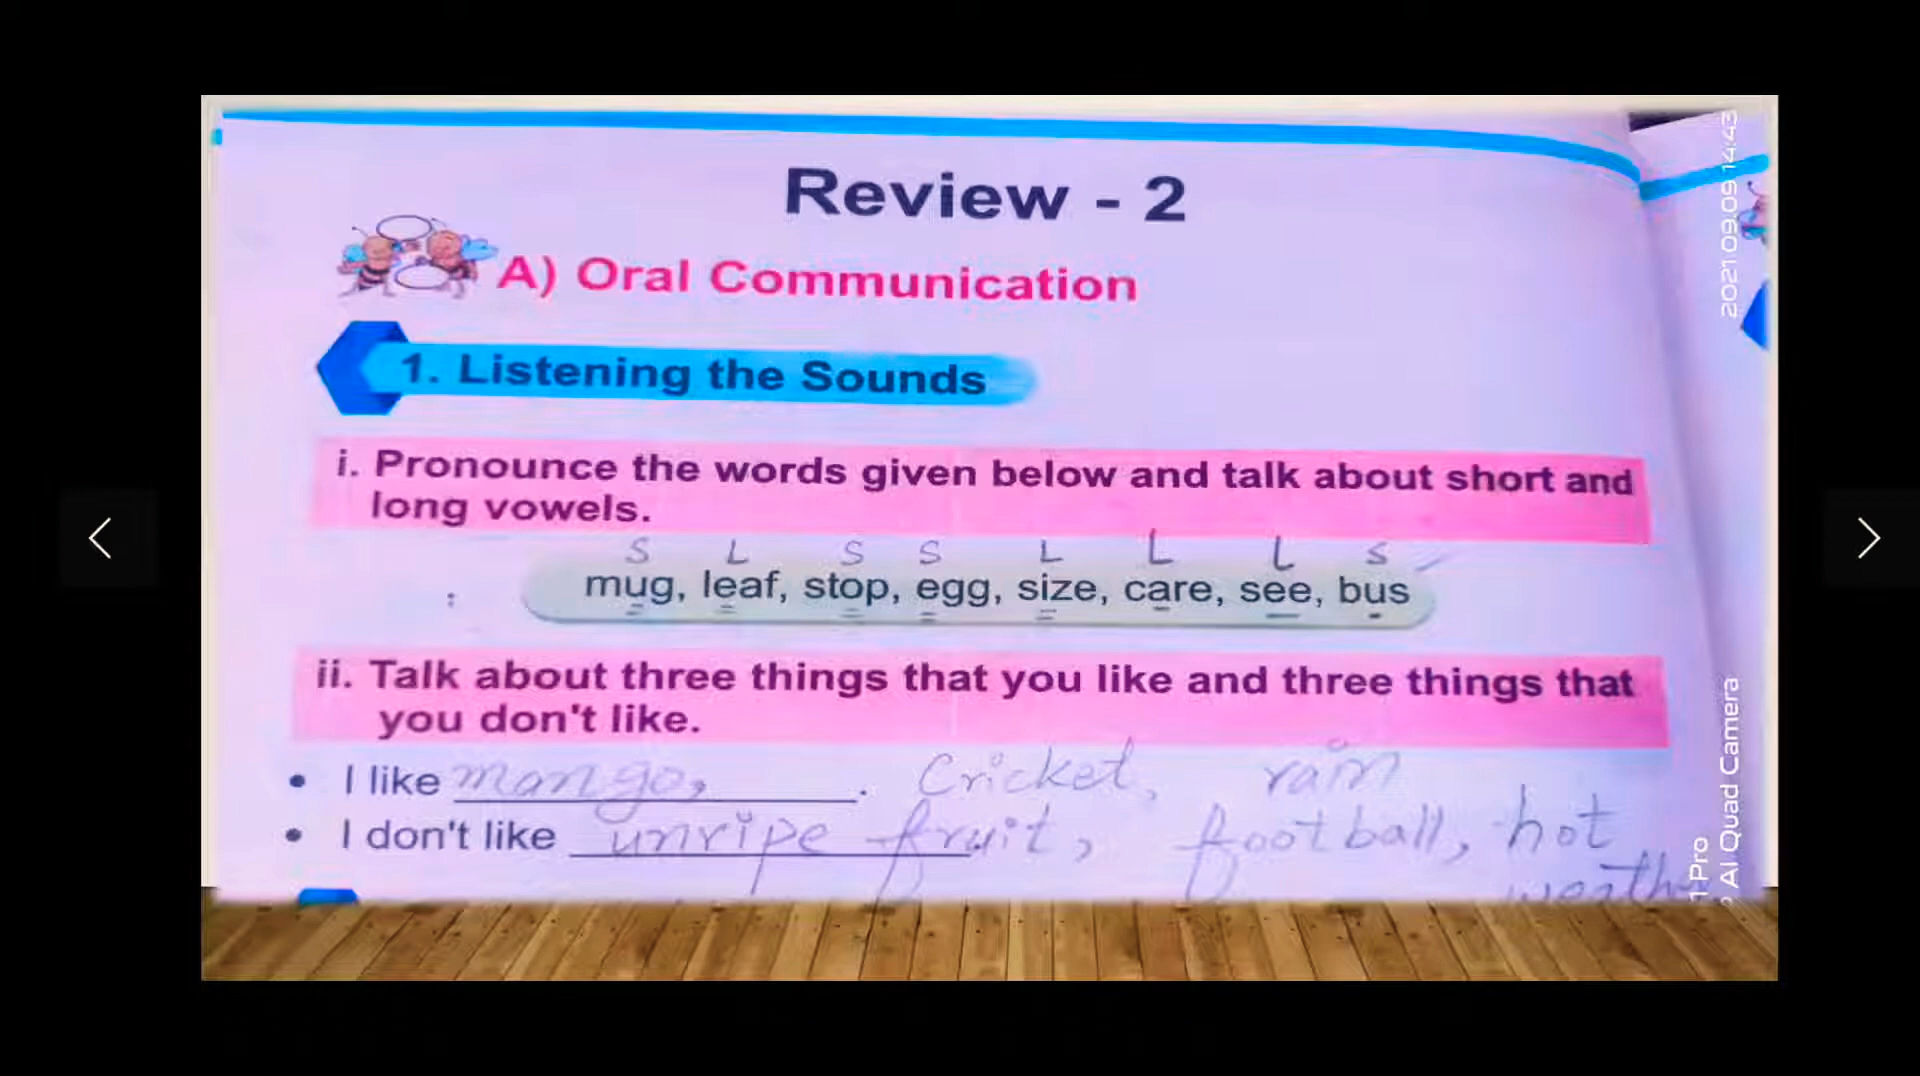 Review - 2
A) Oral Communication
1. Listening the Sounds
i. Pronounce the words given below and talk about short and
long vowels.
S L S S L L L S
mug, leaf, stop, egg, size, care, see, bus
ii. Talk about three things that you like and three things that
you don't like.
• I like mango, . Cricket, rain
• I don't like unripe fruit, football, hot
2021.09.09 14:43
1 Pro
AI Quad Camera